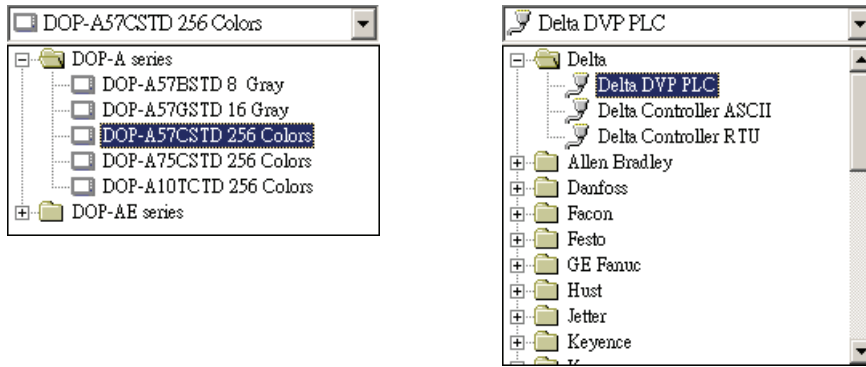 DOP-A57CSTD 256 Colors
DOP-A series
DOP-A57BSTD 8 Gray
DOP-A57GSTD 16 Gray
DOP-A57CSTD 256 Colors
DOP-A75CSTD 256 Colors
DOP-A10TCTD 256 Colors
DOP-AE series
Delta DVP PLC
Delta
Delta DVP PLC
Delta Controller ASCII
Delta Controller RTU
Allen Bradley
Danfoss
Facon
Festo
GE Fanuc
Hust
Jetter
Keyence